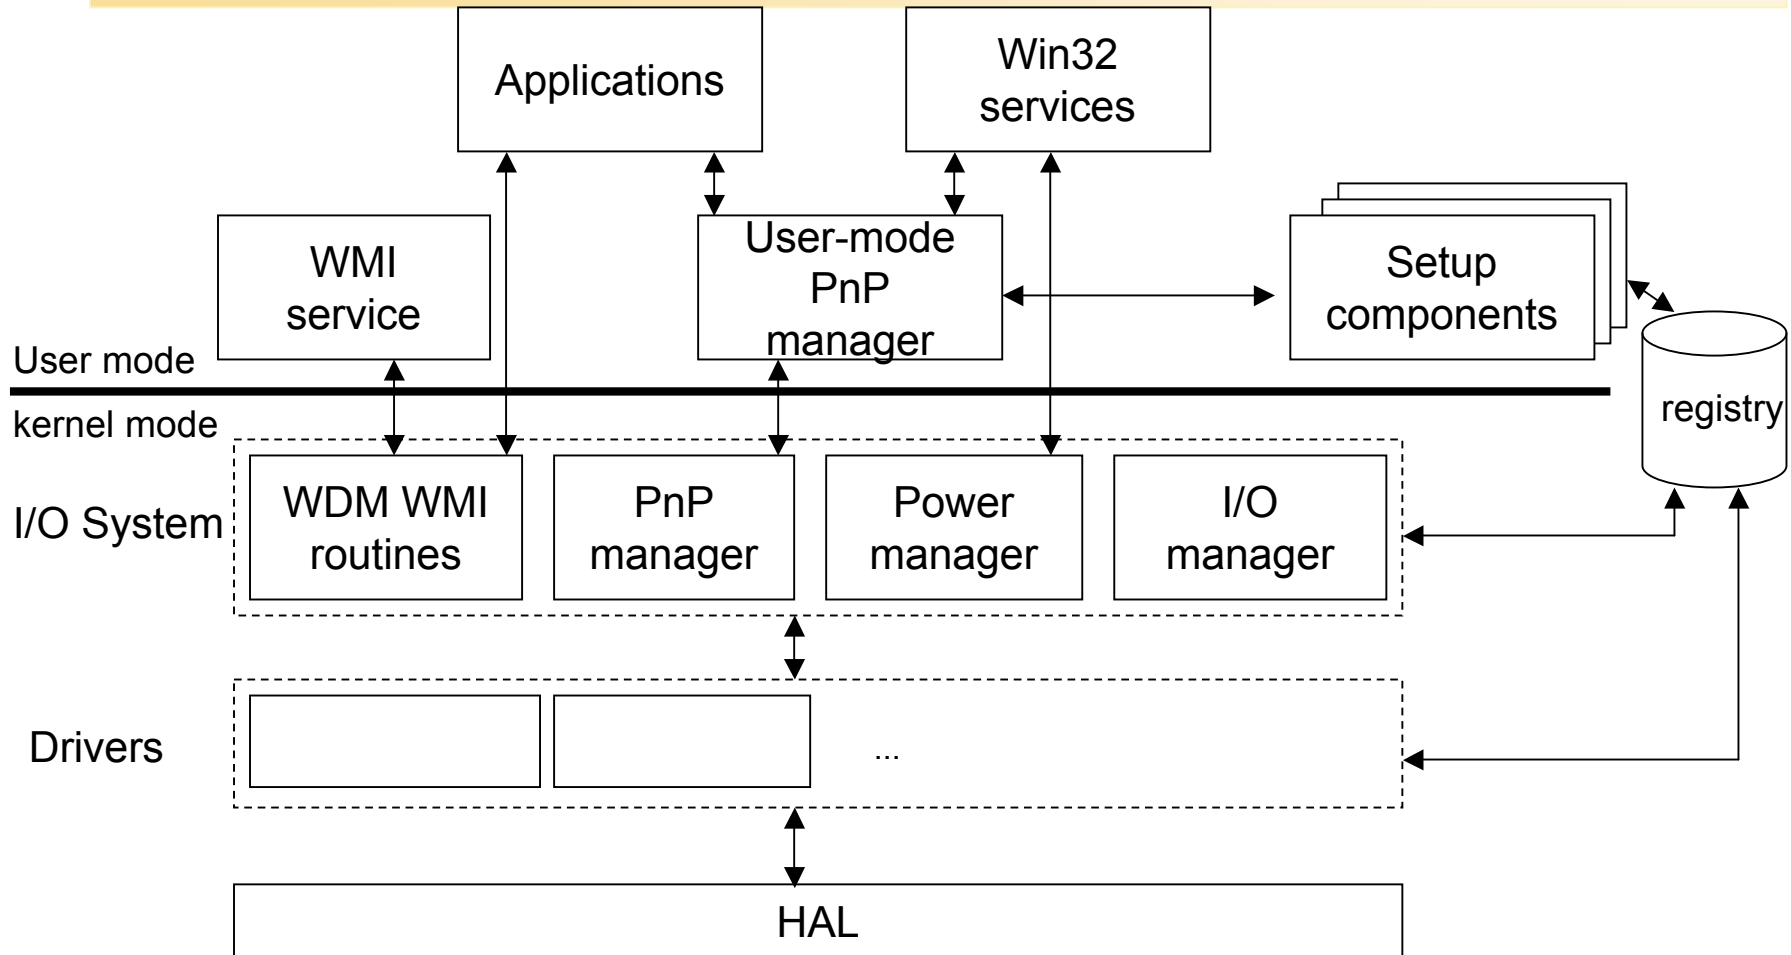 Applications
Win32
services
WMI
service
User-mode
PnP
manager
Setup
components
User mode
kernel mode
registry
I/O System
WDM WMI
routines
PnP
manager
Power
manager
I/O
manager
Drivers
...
HAL